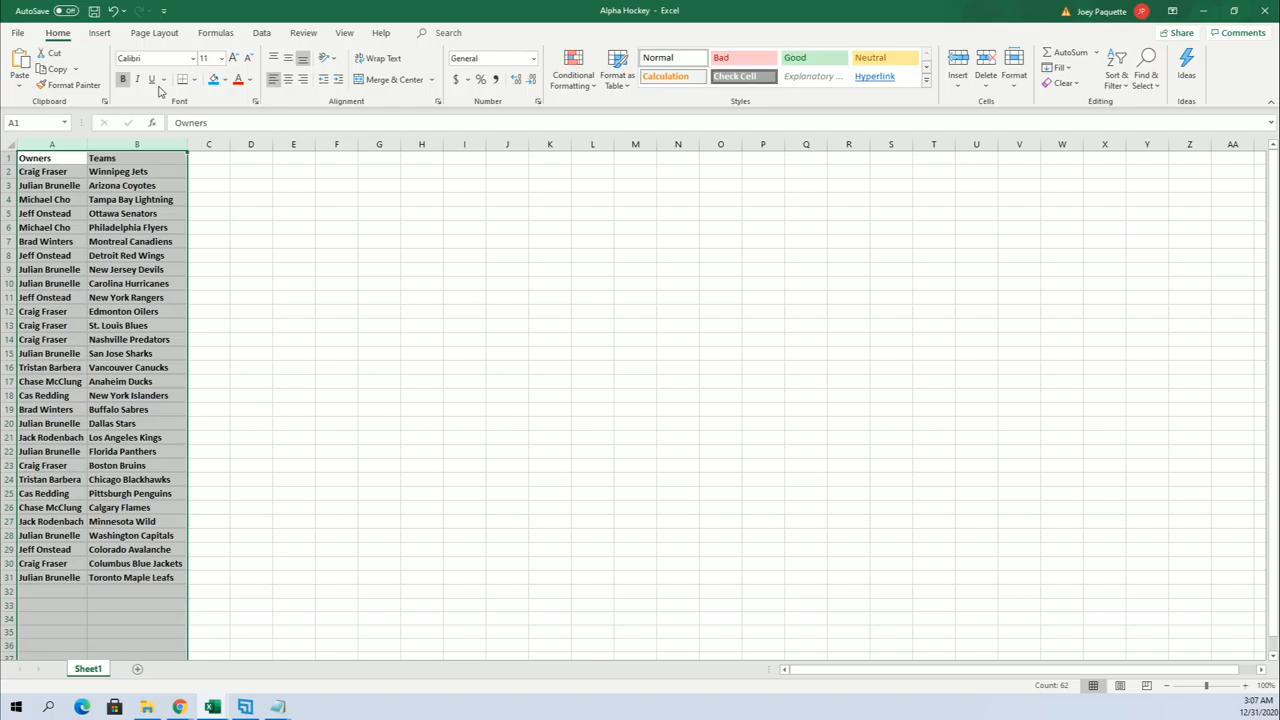 AutoSave Off
Alpha Hockey - Excel
Joey Paquette JP
File Home Insert Page Layout Formulas Data Review View Help Search
Share Comments
Paste
Cut
Copy
Format Painter
Clipboard
Calibri 11
B I U
Font
Wrap Text
Merge & Center
Alignment
General
$ % ,
Number
Conditional Formatting
Format as Table
Normal Bad Good Neutral
Calculation Check Cell Explanatory ... Hyperlink
Styles
Insert Delete Format
Cells
AutoSum
Fill
Clear
Sort & Filter
Find & Select
Editing
Ideas
Ideas
A1 fx Owners
A B C D E F G H I J K L M N O P Q R S T U V W X Y Z AA
1 Owners Teams
2 Craig Fraser Winnipeg Jets
3 Julian Brunelle Arizona Coyotes
4 Michael Cho Tampa Bay Lightning
5 Jeff Onstead Ottawa Senators
6 Michael Cho Philadelphia Flyers
7 Brad Winters Montreal Canadiens
8 Jeff Onstead Detroit Red Wings
9 Julian Brunelle New Jersey Devils
10 Julian Brunelle Carolina Hurricanes
11 Jeff Onstead New York Rangers
12 Craig Fraser Edmonton Oilers
13 Craig Fraser St. Louis Blues
14 Craig Fraser Nashville Predators
15 Julian Brunelle San Jose Sharks
16 Tristan Barbera Vancouver Canucks
17 Chase McClung Anaheim Ducks
18 Cas Redding New York Islanders
19 Brad Winters Buffalo Sabres
20 Julian Brunelle Dallas Stars
21 Jack Rodenbach Los Angeles Kings
22 Julian Brunelle Florida Panthers
23 Craig Fraser Boston Bruins
24 Tristan Barbera Chicago Blackhawks
25 Cas Redding Pittsburgh Penguins
26 Chase McClung Calgary Flames
27 Jack Rodenbach Minnesota Wild
28 Julian Brunelle Washington Capitals
29 Jeff Onstead Colorado Avalanche
30 Craig Fraser Columbus Blue Jackets
31 Julian Brunelle Toronto Maple Leafs
32
33
34
35
36
37
Sheet1
Count: 62 100%
3:07 AM
12/31/2020